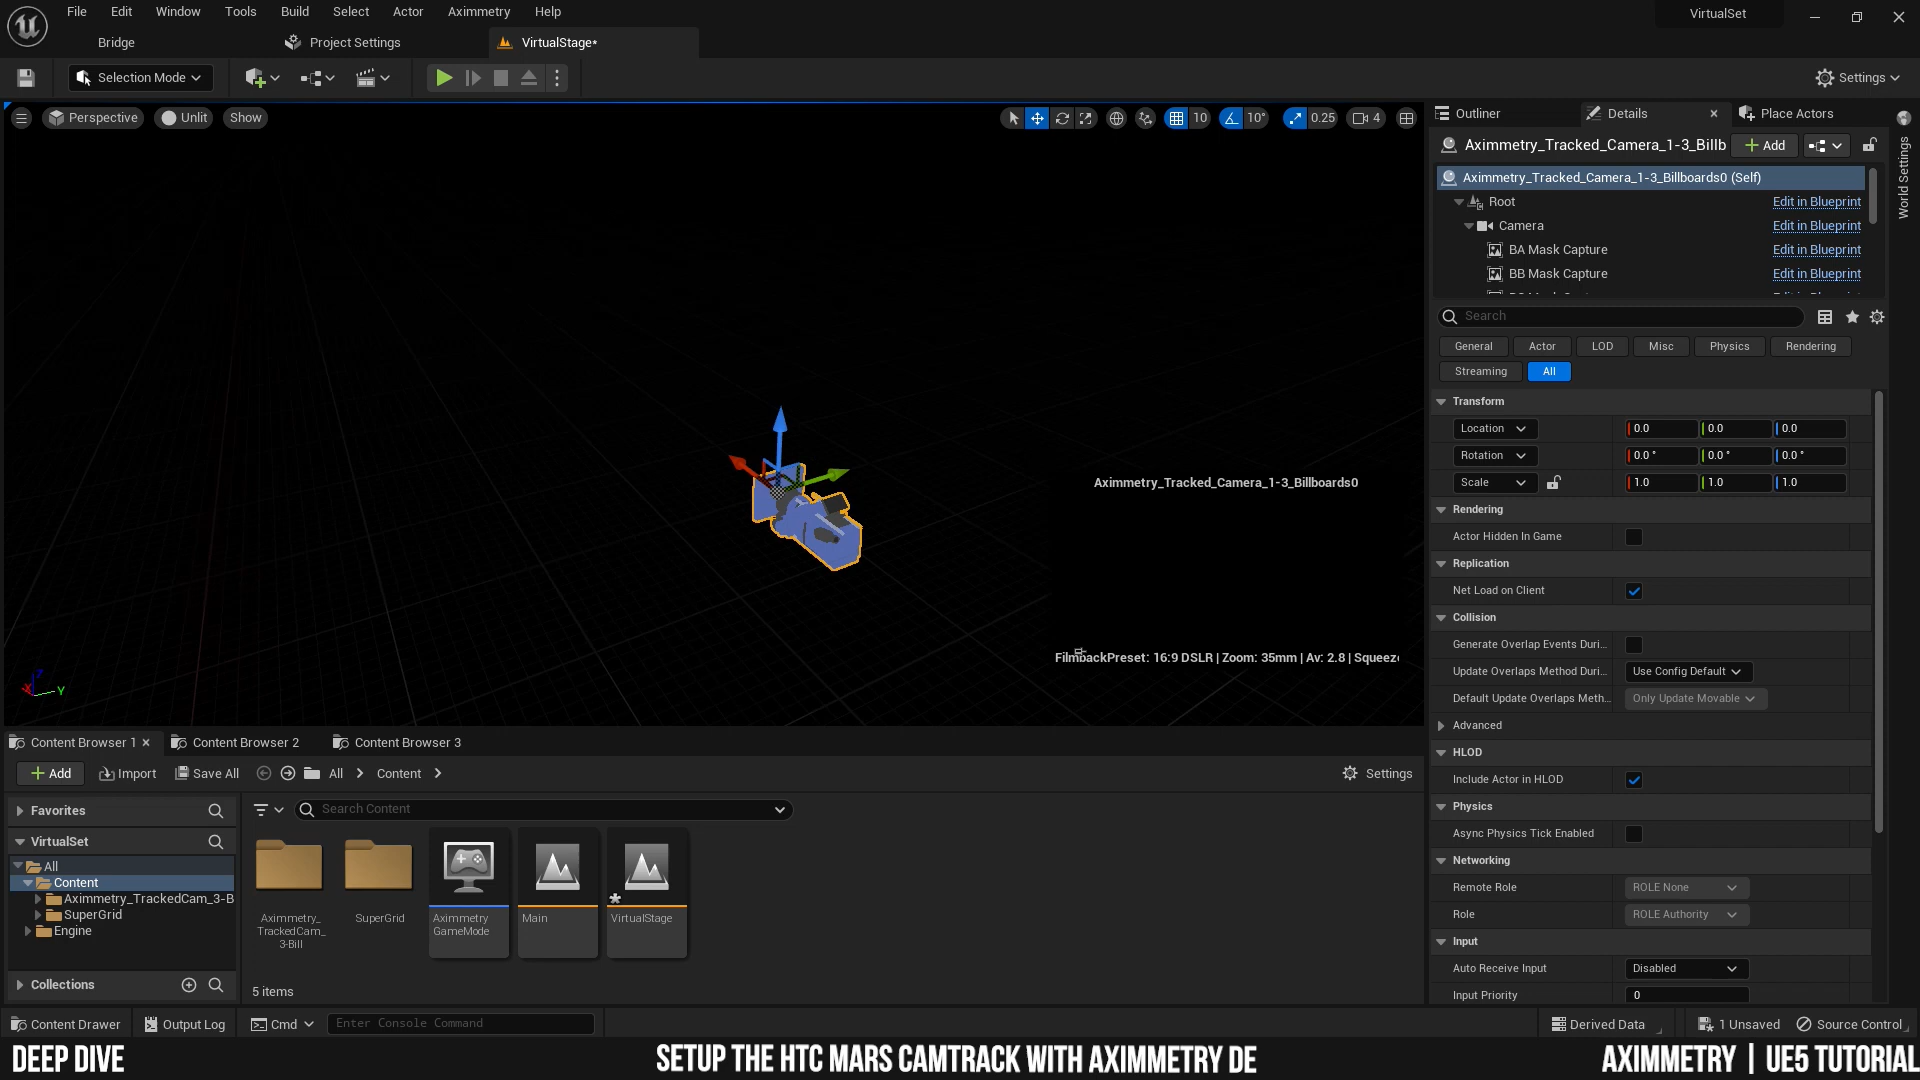 File Edit Window Tools Build Select Actor Aximmetry Help
VirtualSet
Bridge
Project Settings
VirtualStage*
Selection Mode
Settings
Perspective
Unlit
Show
10
10°
0.25
4
Aximmetry_Tracked_Camera_1-3_Billboards0
FilmbackPreset: 16:9 DSLR | Zoom: 35mm | Av: 2.8 | Squeeze
Outliner
Details
Place Actors
World Settings
Aximmetry_Tracked_Camera_1-3_Billb
Add
Aximmetry_Tracked_Camera_1-3_Billboards0 (Self)
Root Edit in Blueprint
Camera Edit in Blueprint
BA Mask Capture Edit in Blueprint
BB Mask Capture Edit in Blueprint
Search
General Actor LOD Misc Physics Rendering
Streaming All
Transform
Location 0.0 0.0 0.0
Rotation 0.0 ° 0.0 ° 0.0 °
Scale 1.0 1.0 1.0
Rendering
Actor Hidden In Game
Replication
Net Load on Client
Collision
Generate Overlap Events Duri...
Update Overlaps Method Duri... Use Config Default
Default Update Overlaps Meth... Only Update Movable
Advanced
HLOD
Include Actor in HLOD
Physics
Async Physics Tick Enabled
Networking
Remote Role ROLE None
Role ROLE Authority
Input
Auto Receive Input Disabled
Input Priority 0
Content Browser 1
Content Browser 2
Content Browser 3
Add
Import
Save All
All
Content
Settings
Favorites
VirtualSet
All
Content
Aximmetry_TrackedCam_3-B
SuperGrid
Engine
Collections
Search Content
Aximmetry_
TrackedCam_
3-Bill
SuperGrid
Aximmetry
GameMode
Main
VirtualStage
5 items
Content Drawer
Output Log
Cmd
Enter Console Command
Derived Data
1 Unsaved
Source Control
DEEP DIVE
SETUP THE HTC MARS CAMTRACK WITH AXIMMETRY DE
AXIMMETRY | UE5 TUTORIAL